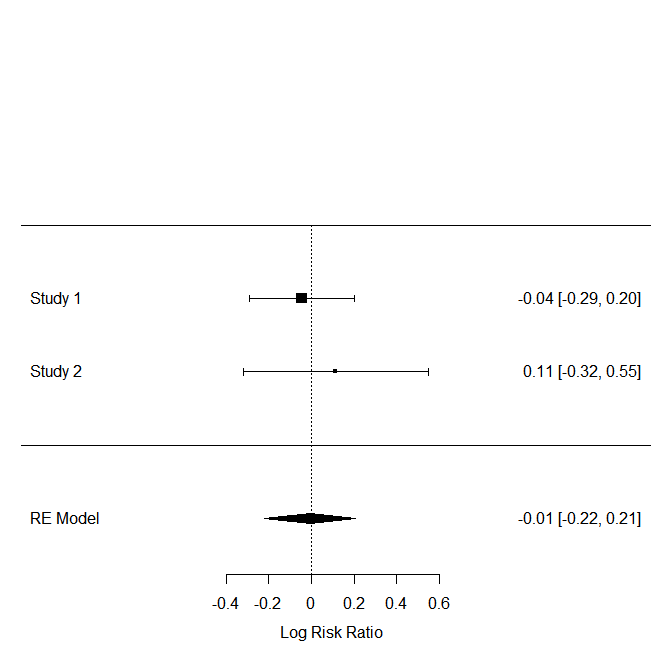 Study 1 -0.04 [-0.29, 0.20]
Study 2 0.11 [-0.32, 0.55]
RE Model -0.01 [-0.22, 0.21]
-0.4 -0.2 0 0.2 0.4 0.6
Log Risk Ratio